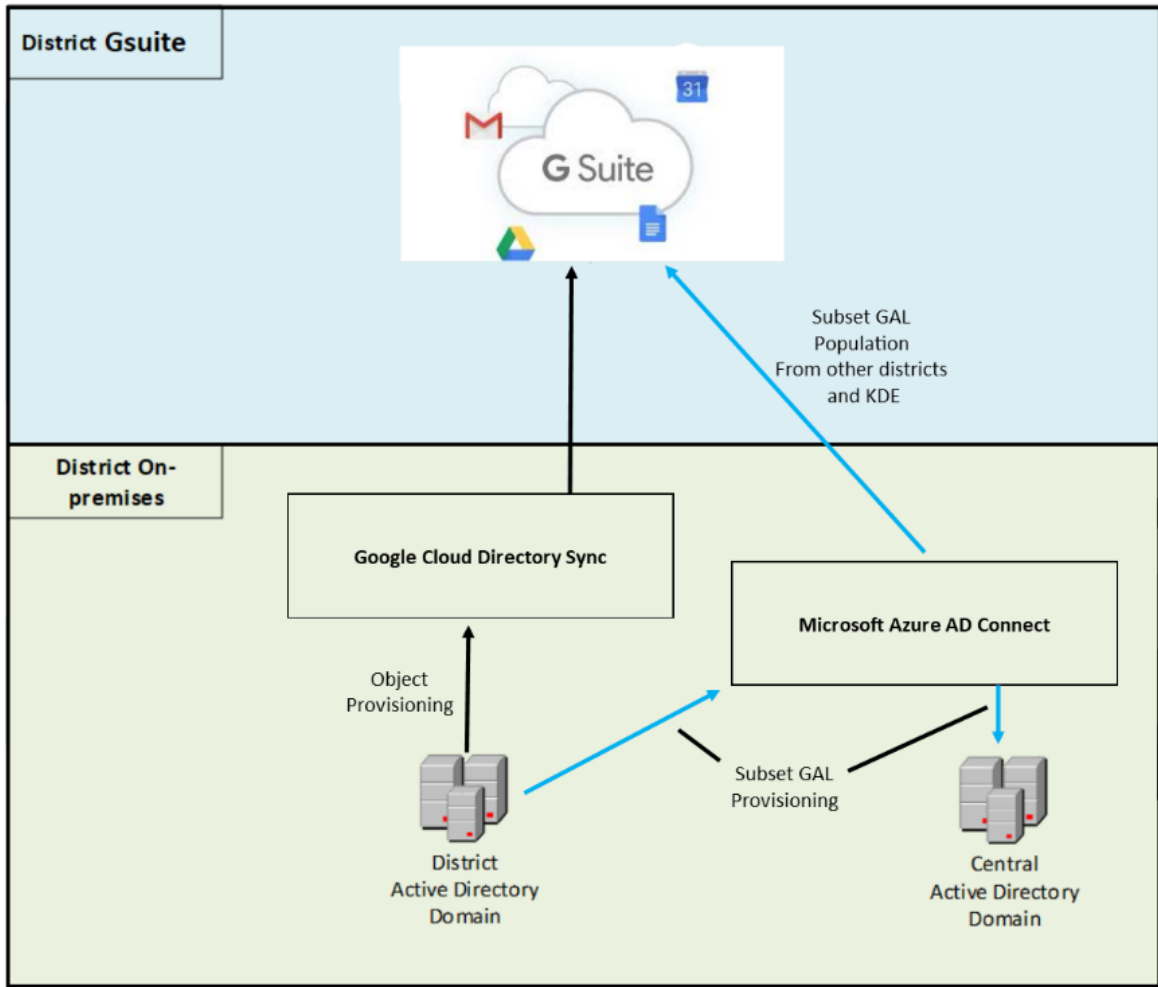 District Gsuite
31
G Suite
Subset GAL
Population
From other districts
and KDE
District On-
premises
Google Cloud Directory Sync
Microsoft Azure AD Connect
Object
Provisioning
Subset GAL
Provisioning
District
Active Directory
Domain
Central
Active Directory
Domain